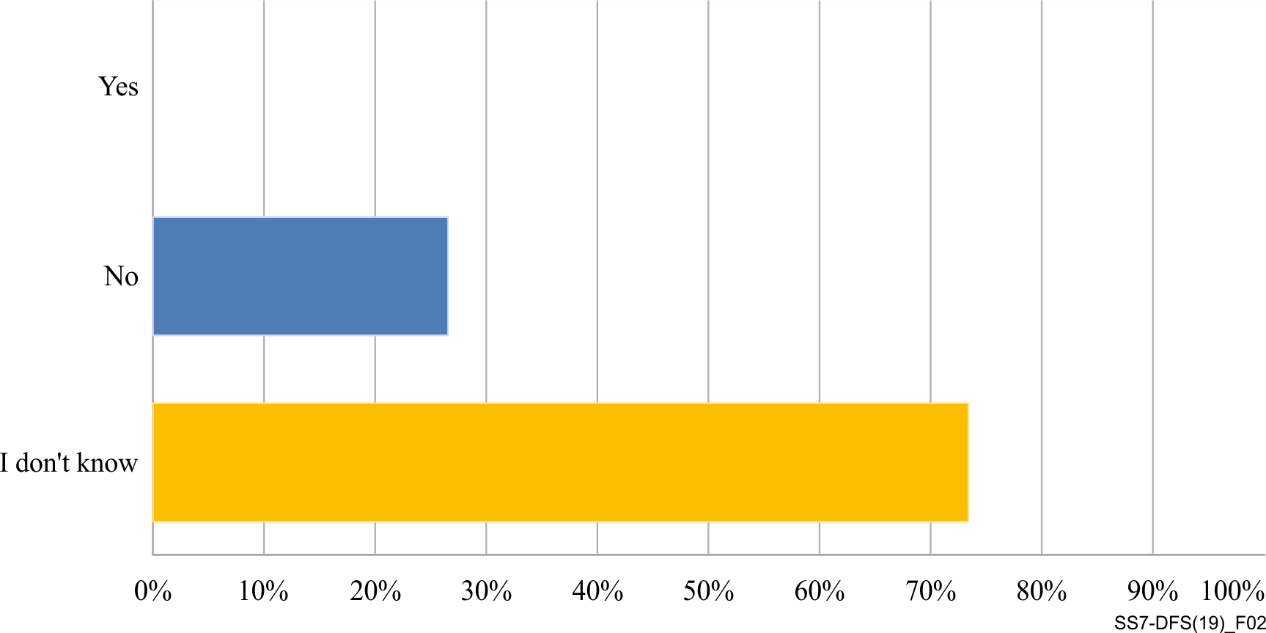 Yes
No
I don't know
0% 10% 20% 30% 40% 50% 60% 70% 80% 90% 100%
SS7-DFS(19)_F02